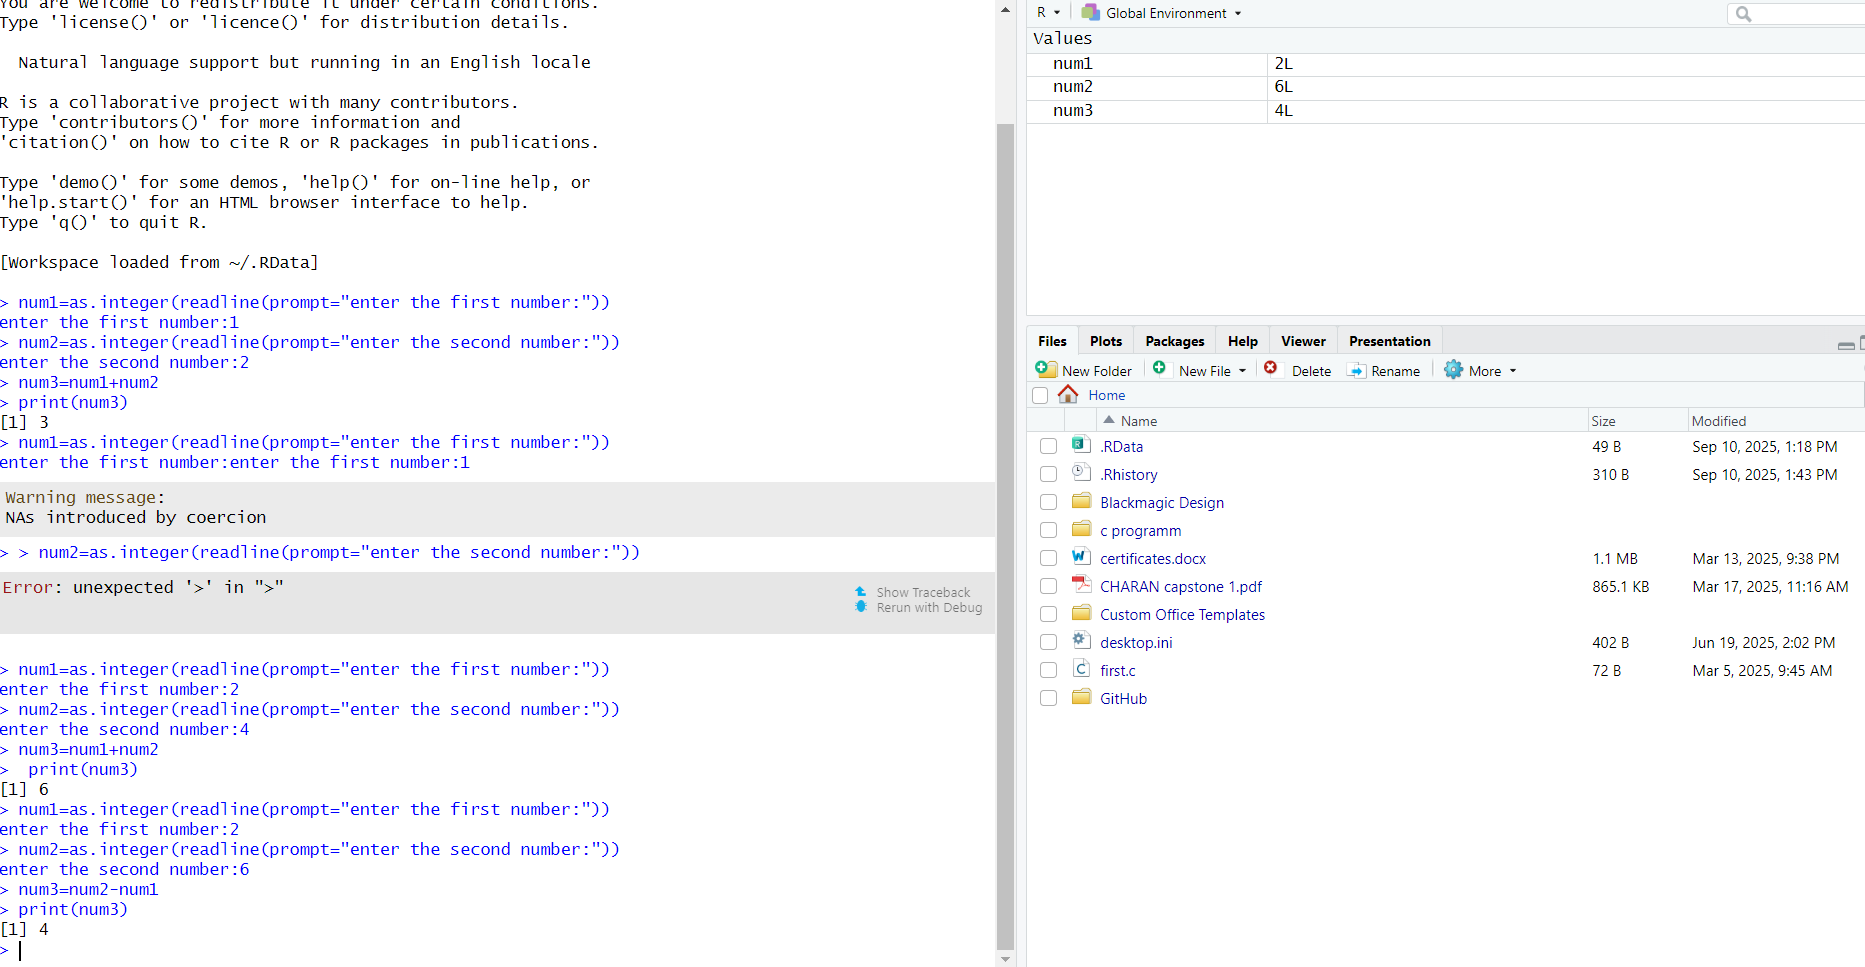 You are welcome to redistribute it under certain conditions.
Type 'license()' or 'licence()' for distribution details.
Natural language support but running in an English locale
R is a collaborative project with many contributors.
Type 'contributors()' for more information and
'citation()' on how to cite R or R packages in publications.
Type 'demo()' for some demos, 'help()' for on-line help, or
'help.start()' for an HTML browser interface to help.
Type 'q()' to quit R.
[Workspace loaded from ~/.RData]
> num1=as.integer(readline(prompt="enter the first number:"))
enter the first number:1
> num2=as.integer(readline(prompt="enter the second number:"))
enter the second number:2
> num3=num1+num2
> print(num3)
[1] 3
> num1=as.integer(readline(prompt="enter the first number:"))
enter the first number:enter the first number:1
Warning message:
NAs introduced by coercion
> > num2=as.integer(readline(prompt="enter the second number:"))
Error: unexpected '>' in ">"
Show Traceback
Rerun with Debug
> num1=as.integer(readline(prompt="enter the first number:"))
enter the first number:2
> num2=as.integer(readline(prompt="enter the second number:"))
enter the second number:4
> num3=num1+num2
>  print(num3)
[1] 6
> num1=as.integer(readline(prompt="enter the first number:"))
enter the first number:2
> num2=as.integer(readline(prompt="enter the second number:"))
enter the second number:6
> num3=num2-num1
> print(num3)
[1] 4
>
R Global Environment
Values
num1 2L
num2 6L
num3 4L
Files Plots Packages Help Viewer Presentation
New Folder New File Delete Rename More
Home
Name Size Modified
.RData 49 B Sep 10, 2025, 1:18 PM
.Rhistory 310 B Sep 10, 2025, 1:43 PM
Blackmagic Design
c programm
certificates.docx 1.1 MB Mar 13, 2025, 9:38 PM
CHARAN capstone 1.pdf 865.1 KB Mar 17, 2025, 11:16 AM
Custom Office Templates
desktop.ini 402 B Jun 19, 2025, 2:02 PM
first.c 72 B Mar 5, 2025, 9:45 AM
GitHub